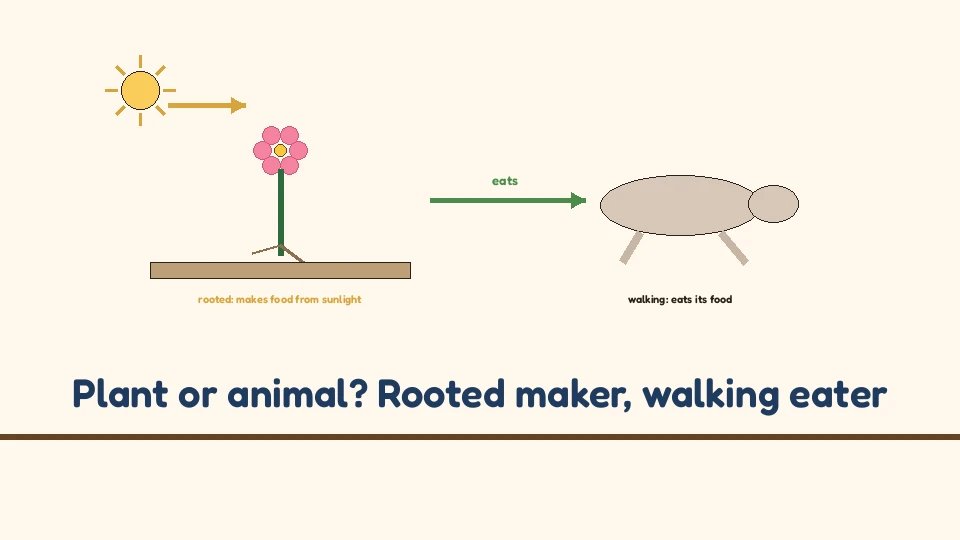 eats
rooted: makes food from sunlight
walking: eats its food
Plant or animal? Rooted maker, walking eater